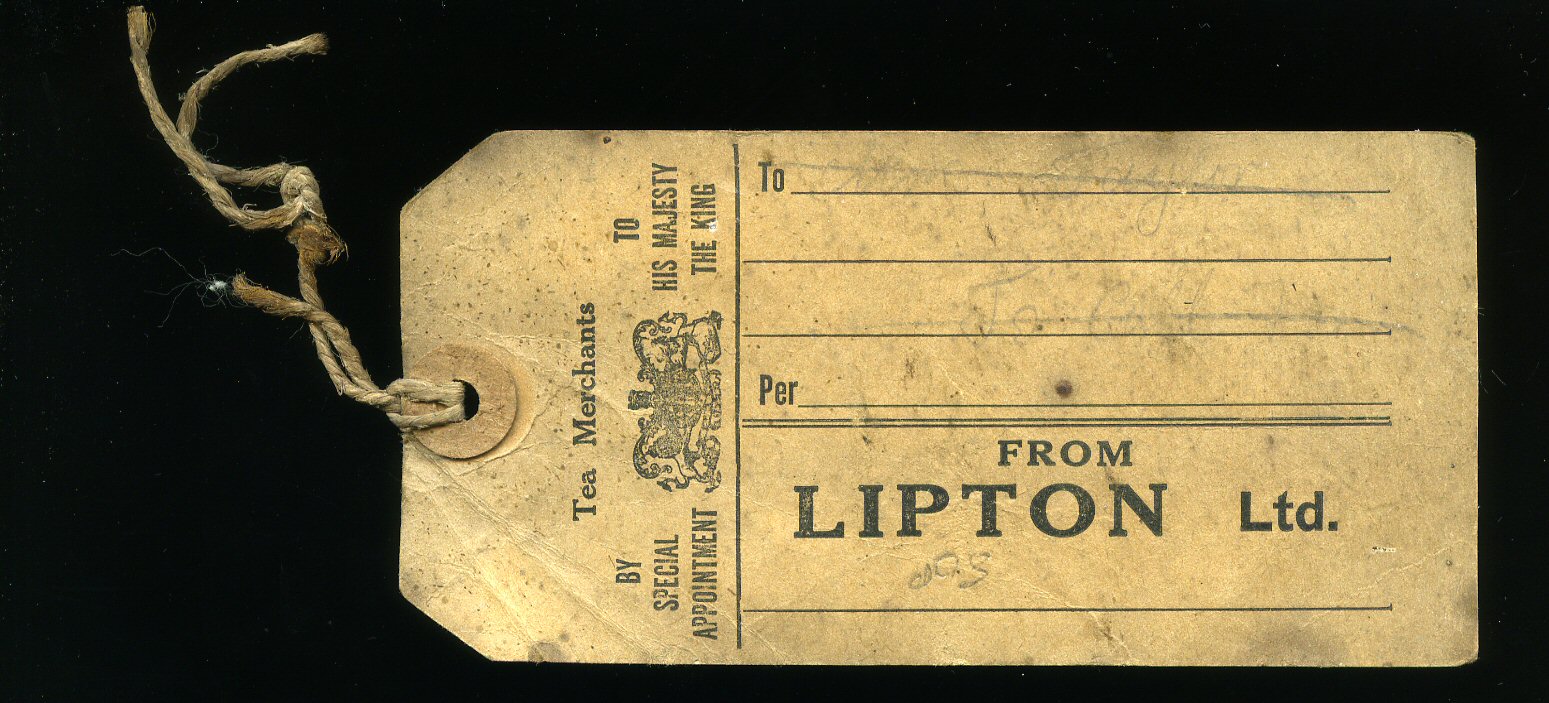 Tea Merchants
BY
SPECIAL
APPOINTMENT
TO
HIS MAJESTY
THE KING
To
Per
FROM
LIPTON Ltd.